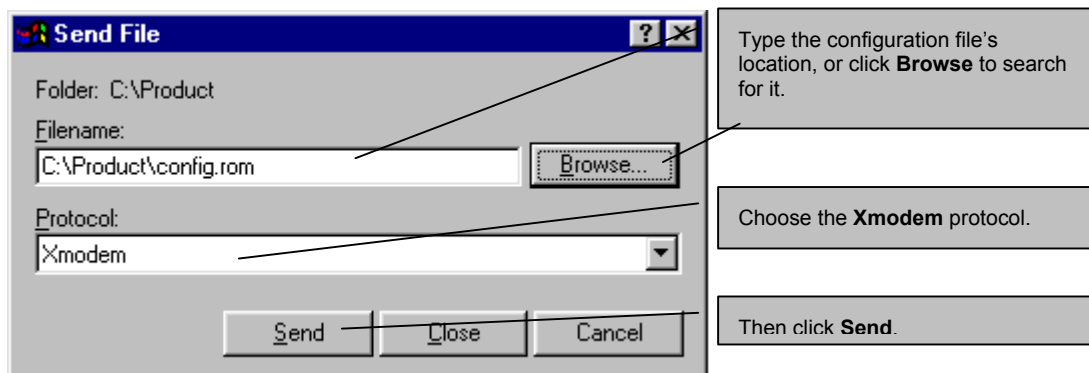 Send File
Folder: C:\Product
Filename:
C:\Product\config.rom
Browse...
Protocol:
Xmodem
Send
Close
Cancel
Type the configuration file's
location, or click Browse to search
for it.
Choose the Xmodem protocol.
Then click Send.